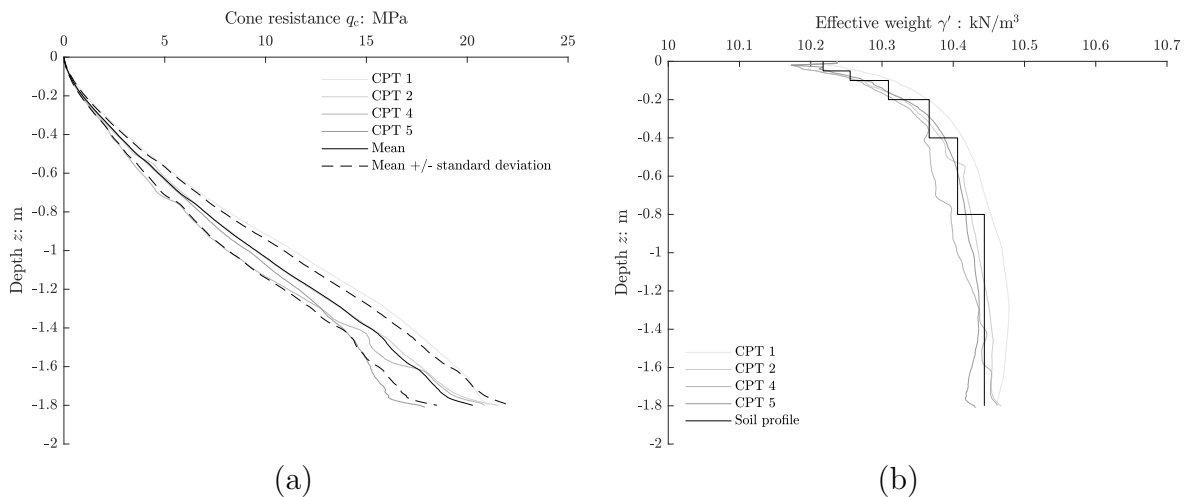 Cone resistance qc: MPa
0 5 10 15 20 25
0
-0.2
-0.4
-0.6
-0.8
-1
-1.2
-1.4
-1.6
-1.8
-2
Depth z: m
CPT 1
CPT 2
CPT 4
CPT 5
Mean
Mean +/- standard deviation
(a)
Effective weight γ′ : kN/m³
10 10.1 10.2 10.3 10.4 10.5 10.6 10.7
0
-0.2
-0.4
-0.6
-0.8
-1
-1.2
-1.4
-1.6
-1.8
-2
Depth z: m
CPT 1
CPT 2
CPT 4
CPT 5
Soil profile
(b)